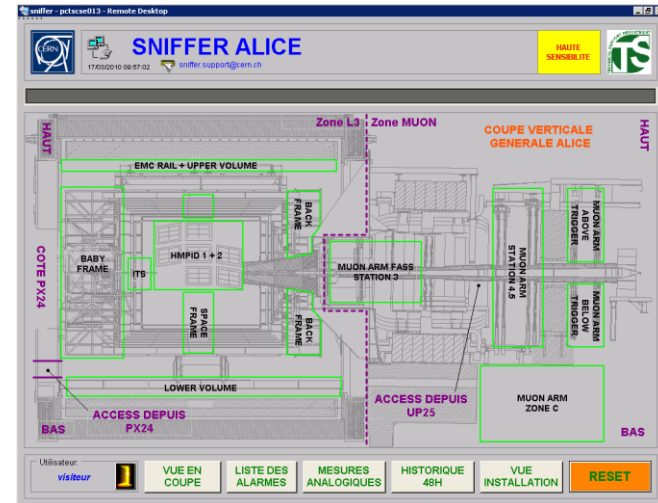 sniffer - pctscse013 - Remote Desktop
CERN
SNIFFER ALICE
17/03/2010 09:57:02
sniffer.support@cern.ch
HAUTE
SENSIBILITE
TS
Zone L3
Zone MUON
HAUT
COUPE VERTICALE
GENERALE ALICE
HAUT
EMC RAIL + UPPER VOLUME
BACK
FRAME
MUON ARM
ABOVE
TRIGGER
COTE PX24
BABY
FRAME
ITS
HMPID 1 + 2
MUON ARM FASS
STATION 3
MUON ARM
STATION 4,5
SPACE
FRAME
BACK
FRAME
MUON ARM
BELOW
TRIGGER
LOWER VOLUME
ACCESS DEPUIS
PX24
ACCESS DEPUIS
UP25
MUON ARM
ZONE C
BAS
BAS
Utilisateur:
visiteur
VUE EN
COUPE
LISTE DES
ALARMES
MESURES
ANALOGIQUES
HISTORIQUE
48H
VUE
INSTALLATION
RESET